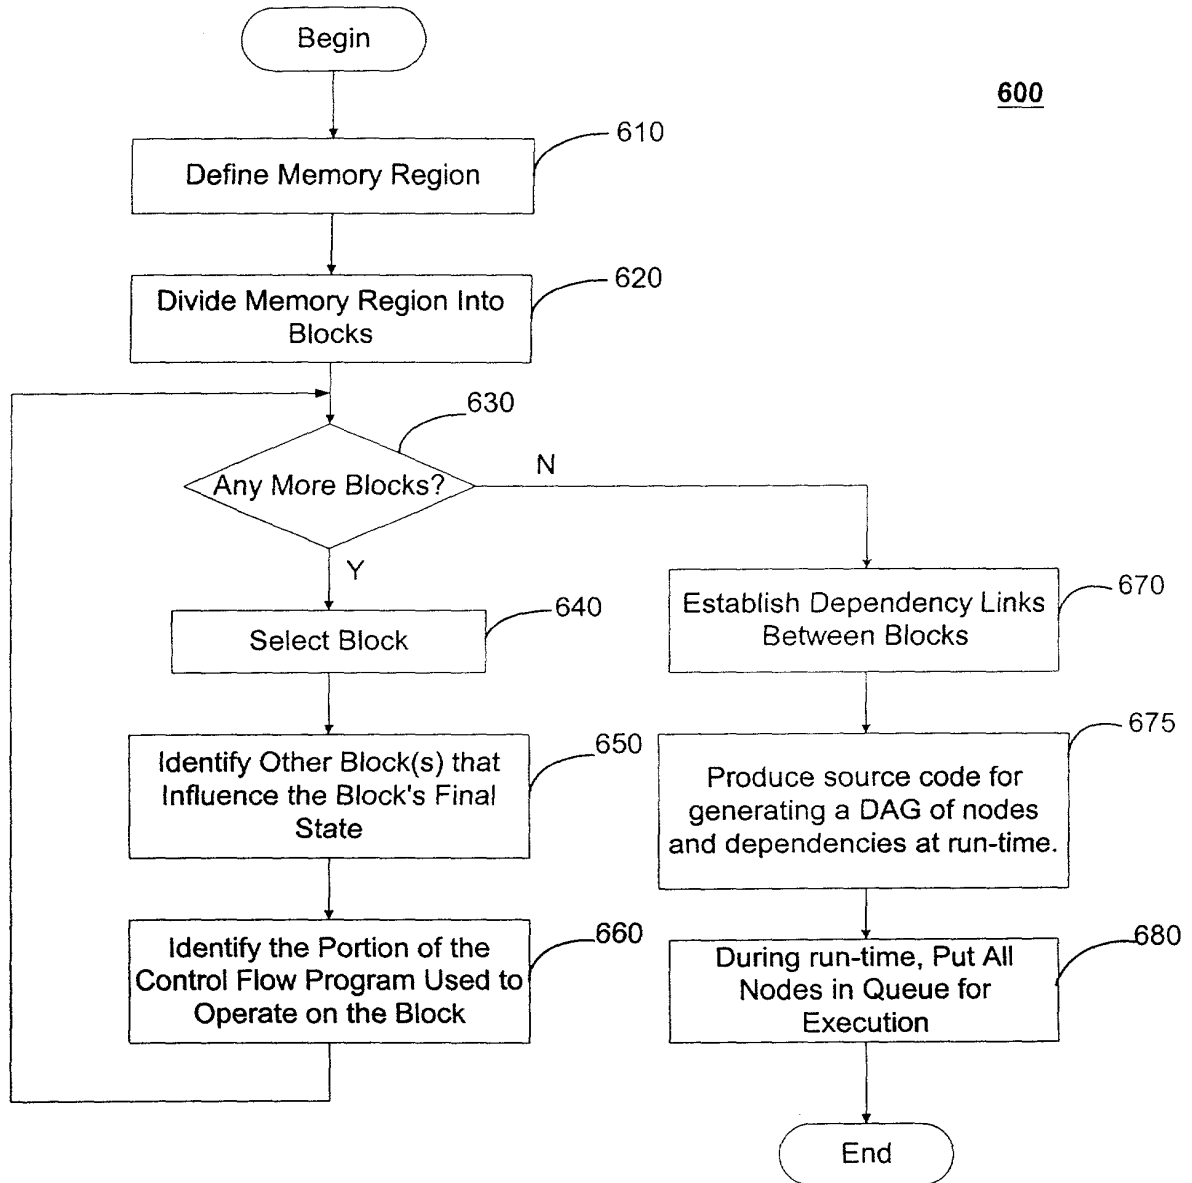 Begin
600
610
Define Memory Region
620
Divide Memory Region Into
Blocks
630
Any More Blocks?
N
Y
640
Select Block
650
Identify Other Block(s) that
Influence the Block's Final
State
660
Identify the Portion of the
Control Flow Program Used to
Operate on the Block
670
Establish Dependency Links
Between Blocks
675
Produce source code for
generating a DAG of nodes
and dependencies at run-time.
680
During run-time, Put All
Nodes in Queue for
Execution
End